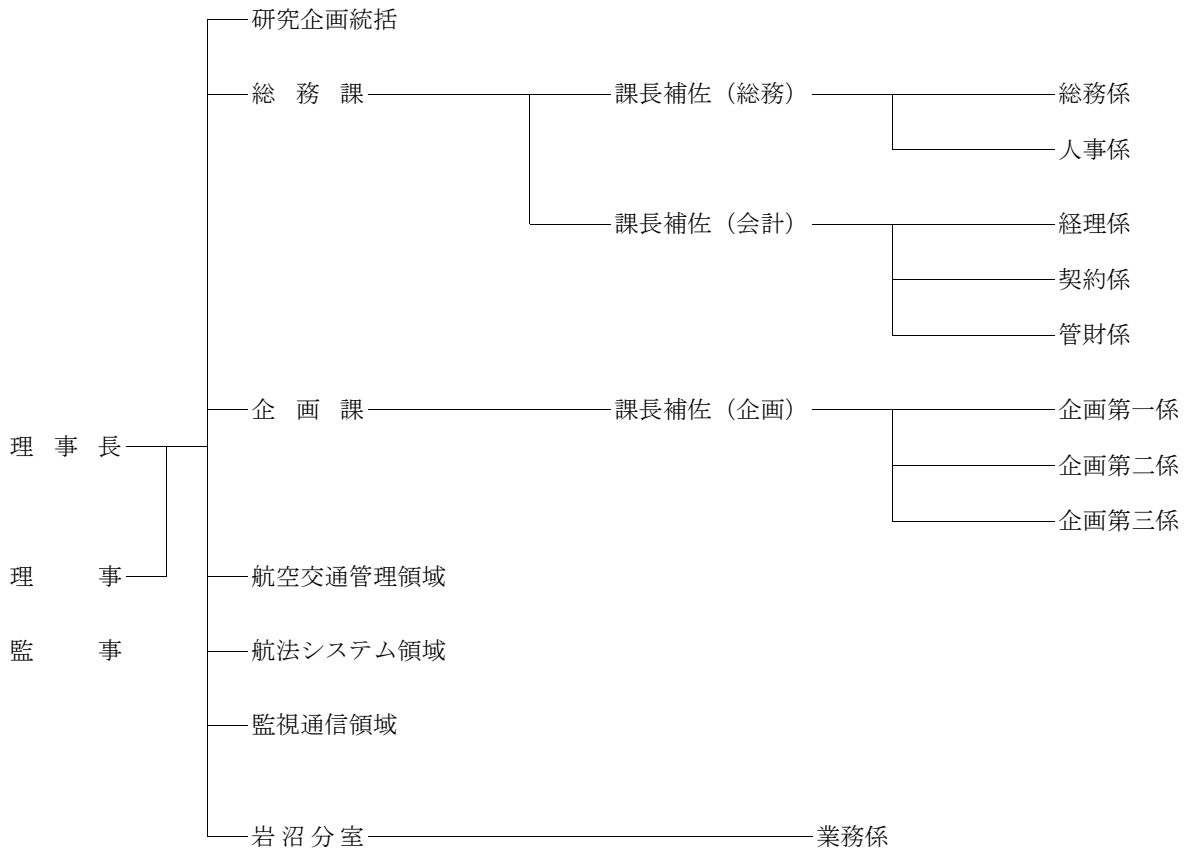 研究企画統括
総務課 課長補佐（総務） 総務係
人事係
課長補佐（会計） 経理係
契約係
管財係
企画課 課長補佐（企画） 企画第一係
理事長
企画第二係
企画第三係
理事 航空交通管理領域
監事 航法システム領域
監視通信領域
岩沼分室 業務係